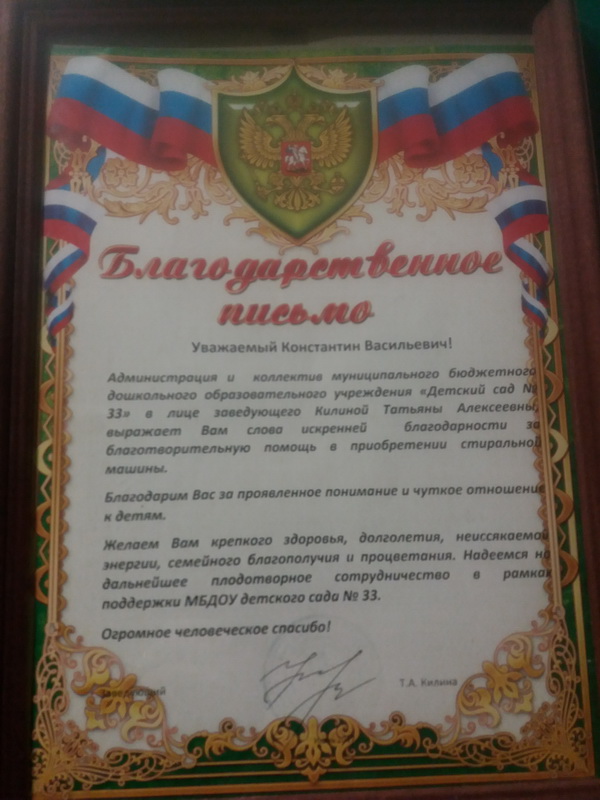 Благодарственное
письмо
Уважаемый Константин Васильевич!
Администрация и коллектив муниципального бюджетного
дошкольного образовательного учреждения «Детский сад №
33» в лице заведующего Килиной Татьяны Алексеевны,
выражает Вам слова искренней благодарности за
благотворительную помощь в приобретении стиральной
машины.
Благодарим Вас за проявленное понимание и чуткое отношение
к детям.
Желаем Вам крепкого здоровья, долголетия, неиссякаемой
энергии, семейного благополучия и процветания. Надеемся на
дальнейшее плодотворное сотрудничество в рамках
поддержки МБДОУ детского сада № 33.
Огромное человеческое спасибо!
Заведующий
Т.А. Килина